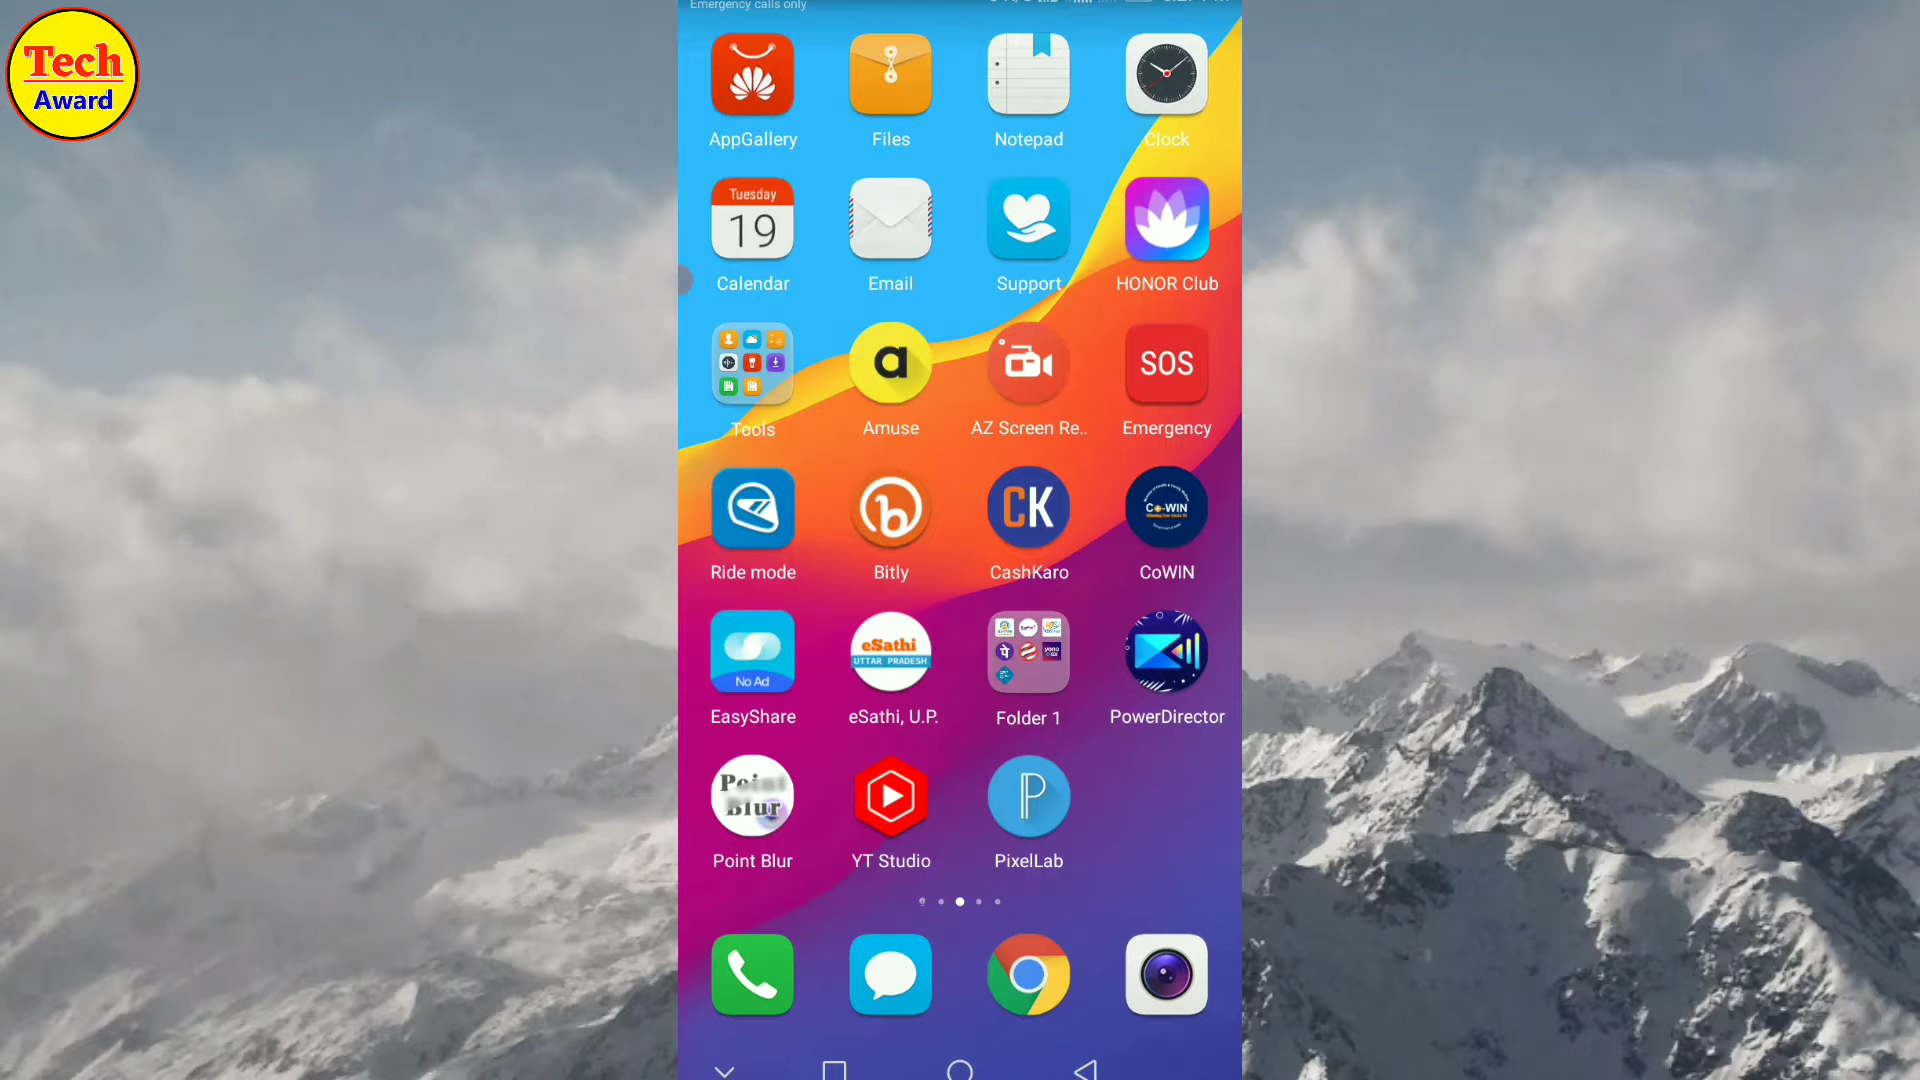 Emergency calls only
Tech
Award
AppGallery
Files
Notepad
Clock
Tuesday
19
Calendar
Email
Support
HONOR Club
Tools
a
Amuse
AZ Screen Re..
SOS
Emergency
Ride mode
b
Bitly
CK
CashKaro
Co-WIN
CoWIN
No Ad
EasyShare
eSathi
UTTAR PRADESH
eSathi, U.P.
yono
Folder 1
PowerDirector
Point
Blur
Point Blur
YT Studio
P
PixelLab